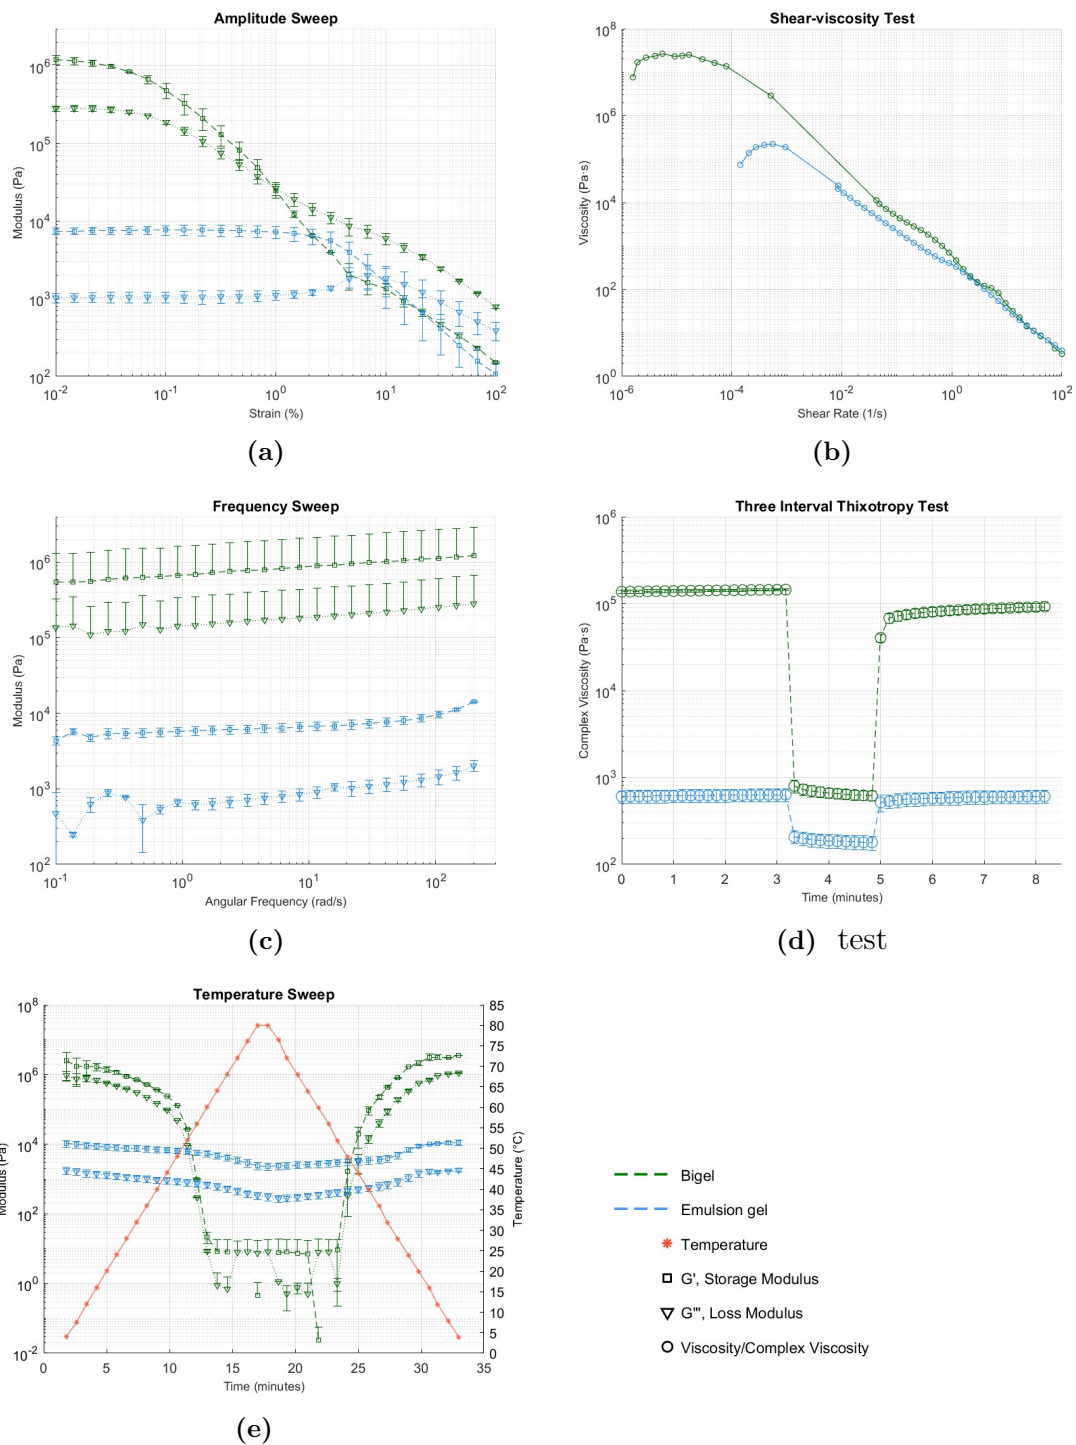 Amplitude Sweep
Modulus (Pa)
10^6
10^5
10^4
10^3
10^2
10^-2 10^-1 10^0 10^1 10^2
Strain (%)
(a)
Shear-viscosity Test
Viscosity (Pa·s)
10^8
10^6
10^4
10^2
10^0
10^-6 10^-4 10^-2 10^0 10^2
Shear Rate (1/s)
(b)
Frequency Sweep
Modulus (Pa)
10^6
10^5
10^4
10^3
10^2
10^-1 10^0 10^1 10^2
Angular Frequency (rad/s)
(c)
Three Interval Thixotropy Test
Complex Viscosity (Pa·s)
10^6
10^5
10^4
10^3
10^2
0 1 2 3 4 5 6 7 8
Time (minutes)
(d) test
Temperature Sweep
Modulus (Pa)
10^8
10^6
10^4
10^2
10^0
10^-2
0 5 10 15 20 25 30 35
Time (minutes)
85
80
75
70
65
60
55
50
45
40
35
30
25
20
15
10
5
0
Temperature (°C)
(e)
Bigel
Emulsion gel
Temperature
G', Storage Modulus
G''', Loss Modulus
Viscosity/Complex Viscosity